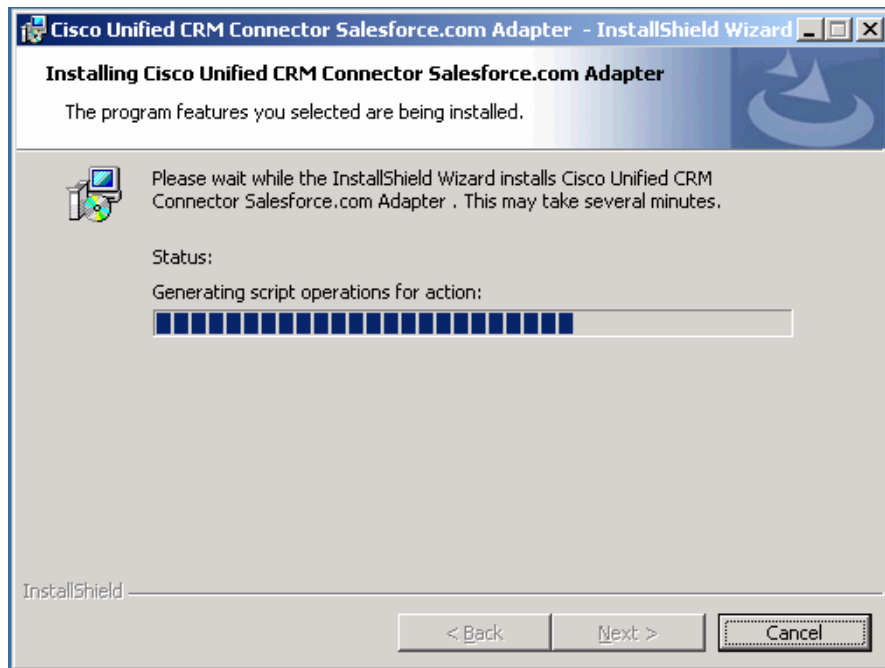 Cisco Unified CRM Connector Salesforce.com Adapter - InstallShield Wizard
Installing Cisco Unified CRM Connector Salesforce.com Adapter
The program features you selected are being installed.
Please wait while the InstallShield Wizard installs Cisco Unified CRM
Connector Salesforce.com Adapter . This may take several minutes.
Status:
Generating script operations for action:
InstallShield
< Back
Next >
Cancel